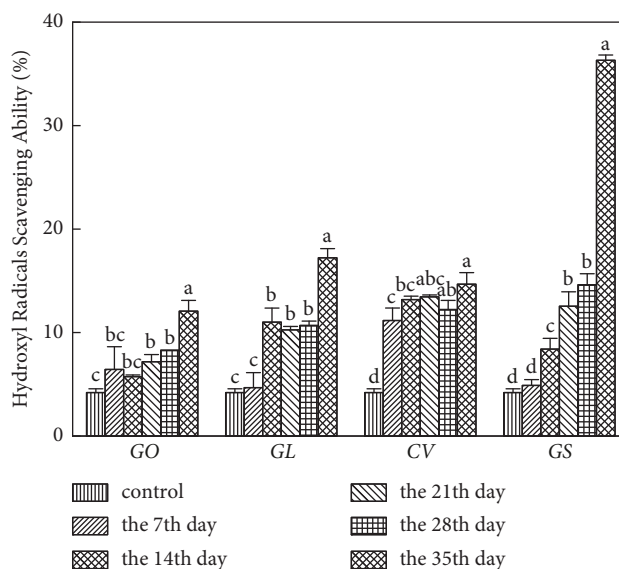 Hydroxyl Radicals Scavenging Ability (%)
40
30
20
10
0
c bc bc b b a
c c b b b a
d c bc abc ab a
d d c b b a
GO GL CV GS
control
the 7th day
the 14th day
the 21th day
the 28th day
the 35th day